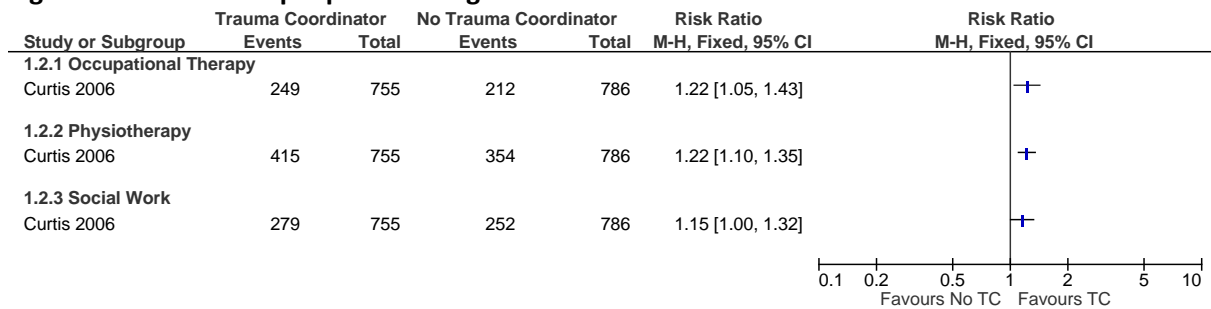 Trauma Coordinator No Trauma Coordinator Risk Ratio Risk Ratio
Study or Subgroup Events Total Events Total M-H, Fixed, 95% CI M-H, Fixed, 95% CI
1.2.1 Occupational Therapy
Curtis 2006 249 755 212 786 1.22 [1.05, 1.43]
1.2.2 Physiotherapy
Curtis 2006 415 755 354 786 1.22 [1.10, 1.35]
1.2.3 Social Work
Curtis 2006 279 755 252 786 1.15 [1.00, 1.32]
0.1 0.2 0.5 1 2 5 10
Favours No TC Favours TC